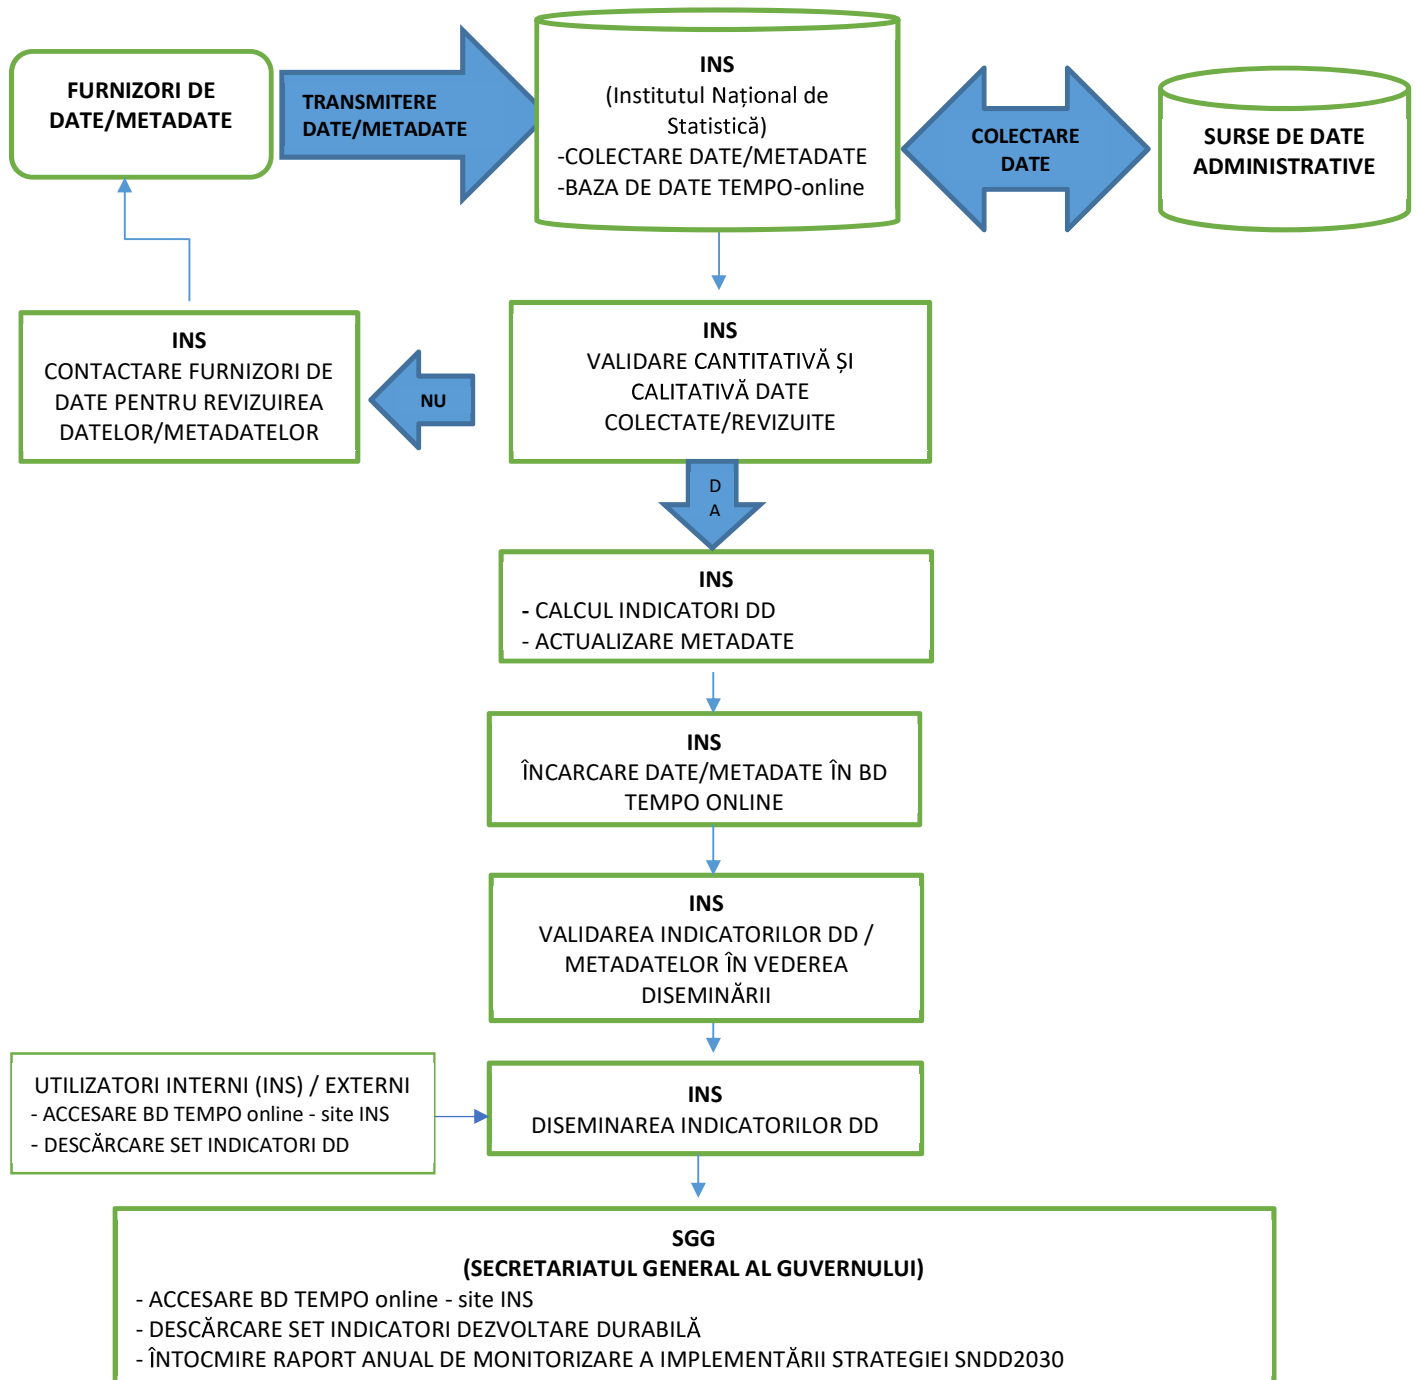 FURNIZORI DE
DATE/METADATE
TRANSMITERE
DATE/METADATE
INS
(Institutul Național de
Statistică)
-COLECTARE DATE/METADATE
-BAZA DE DATE TEMPO-online
COLECTARE
DATE
SURSE DE DATE
ADMINISTRATIVE
INS
CONTACTARE FURNIZORI DE
DATE PENTRU REVIZUIREA
DATELOR/METADATELOR
NU
INS
VALIDARE CANTITATIVĂ ȘI
CALITATIVĂ DATE
COLECTATE/REVIZUITE
D
A
INS
- CALCUL INDICATORI DD
- ACTUALIZARE METADATE
INS
ÎNCARCARE DATE/METADATE ÎN BD
TEMPO ONLINE
INS
VALIDAREA INDICATORILOR DD /
METADATELOR ÎN VEDEREA
DISEMINĂRII
UTILIZATORI INTERNI (INS) / EXTERNI
- ACCESARE BD TEMPO online - site INS
- DESCĂRCARE SET INDICATORI DD
INS
DISEMINAREA INDICATORILOR DD
SGG
(SECRETARIATUL GENERAL AL GUVERNULUI)
- ACCESARE BD TEMPO online - site INS
- DESCĂRCARE SET INDICATORI DEZVOLTARE DURABILĂ
- ÎNTOCMIRE RAPORT ANUAL DE MONITORIZARE A IMPLEMENTĂRII STRATEGIEI SNDD2030